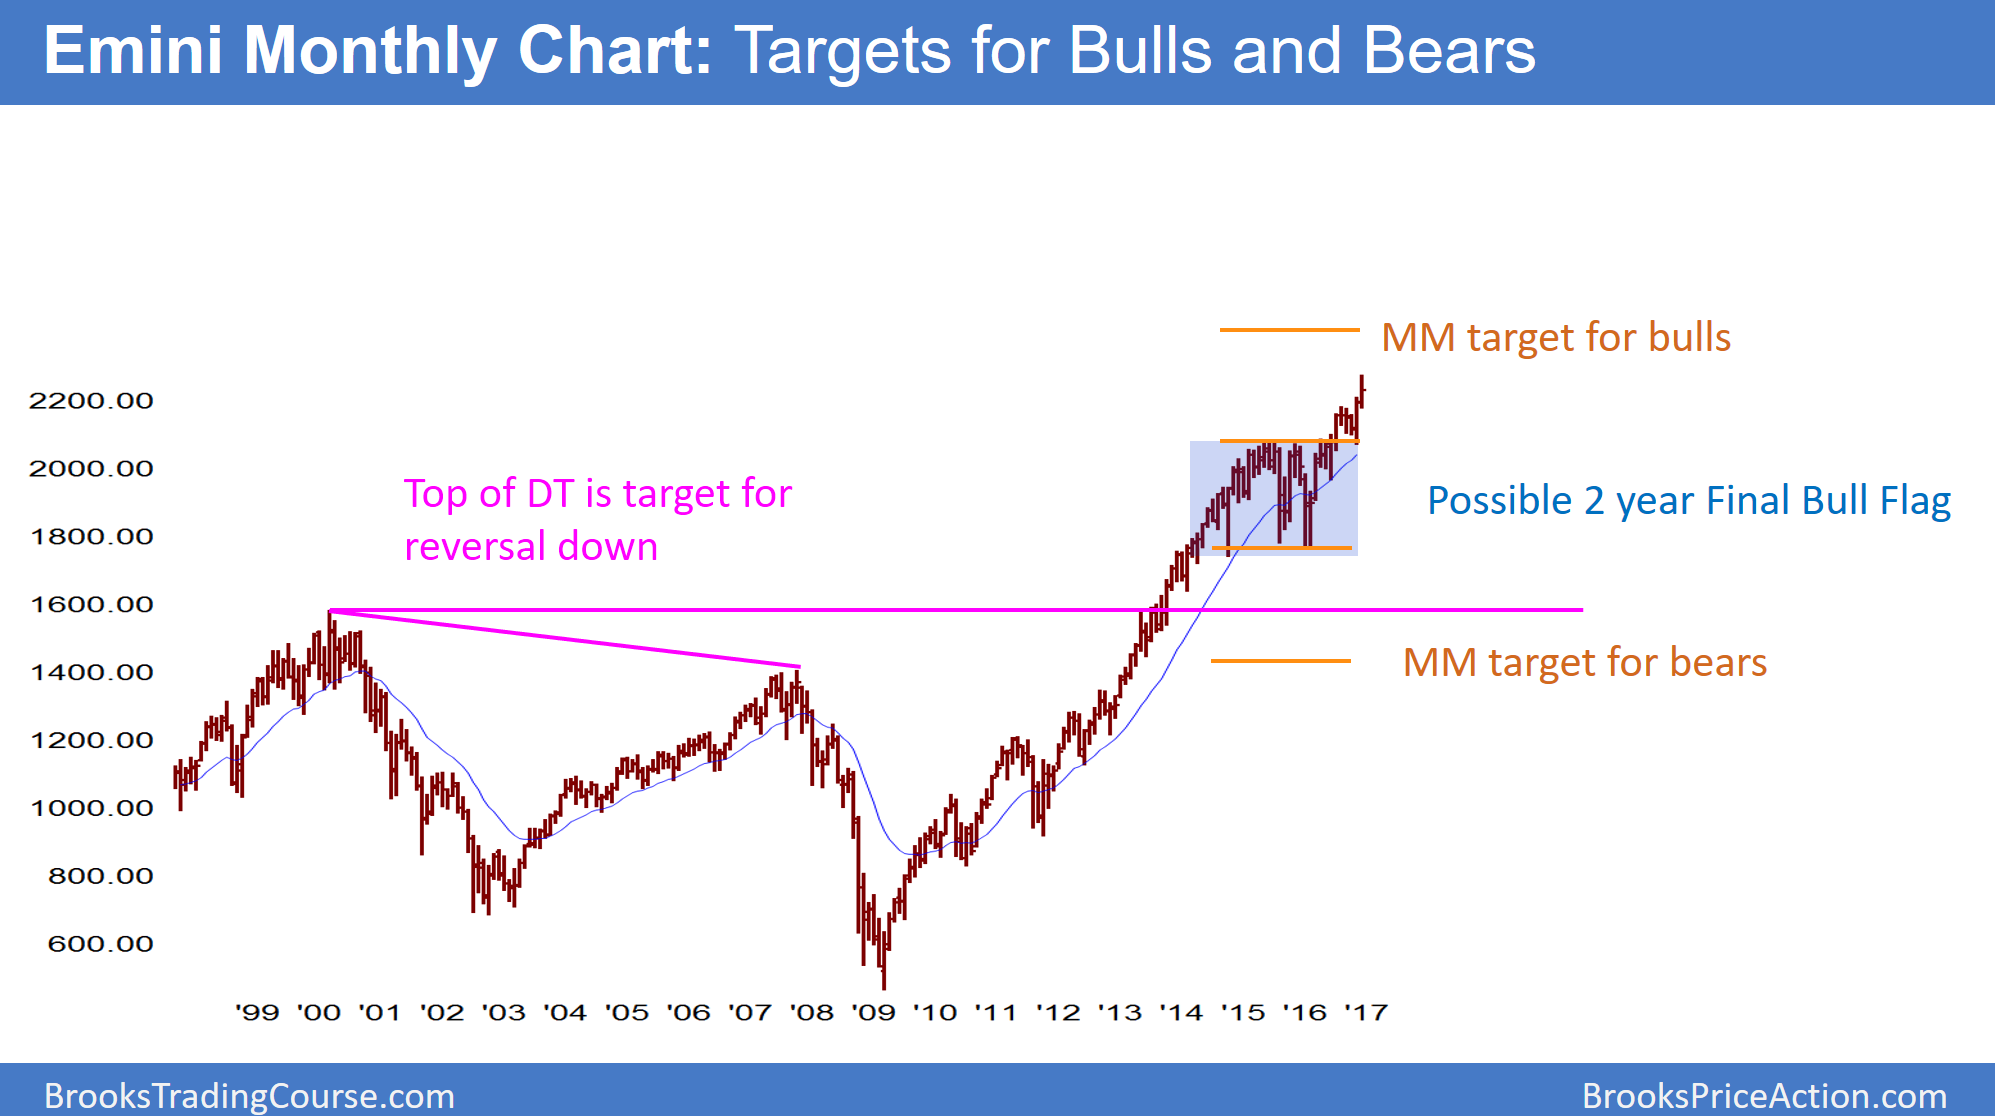 Emini Monthly Chart: Targets for Bulls and Bears
MM target for bulls
2200.00
2000.00
1800.00
1600.00
1400.00
1200.00
1000.00
800.00
600.00
Top of DT is target for
reversal down
Possible 2 year Final Bull Flag
MM target for bears
'99 '00 '01 '02 '03 '04 '05 '06 '07 '08 '09 '10 '11 '12 '13 '14 '15 '16 '17
BrooksTradingCourse.com
BrooksPriceAction.com